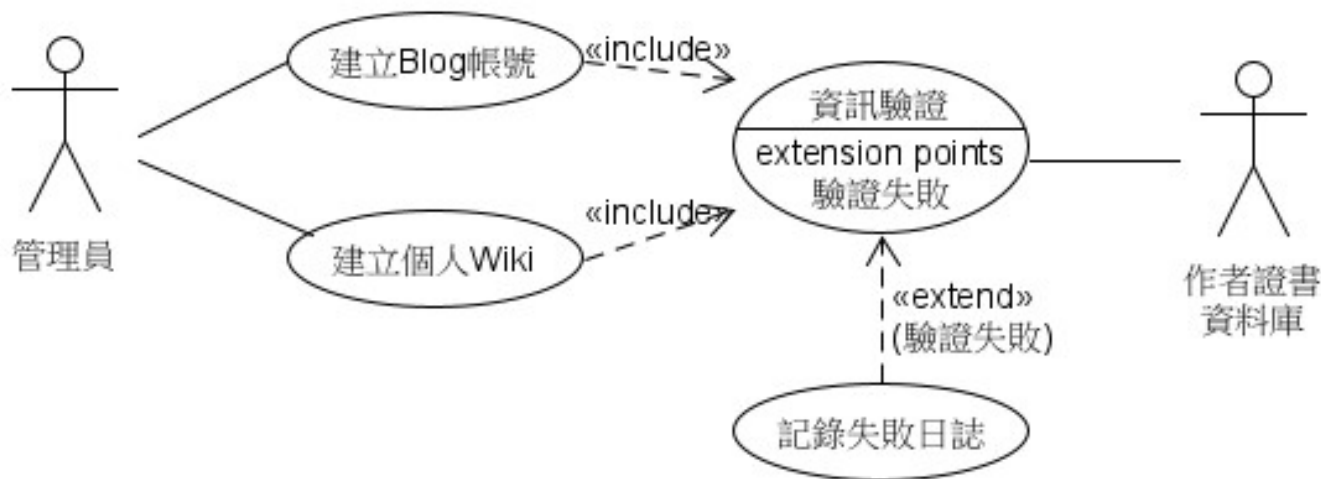 建立Blog帳號
«include»
資訊驗證
extension points
驗證失敗
管理員
«include»
建立個人Wiki
作者證書
資料庫
«extend»
(驗證失敗)
記錄失敗日誌